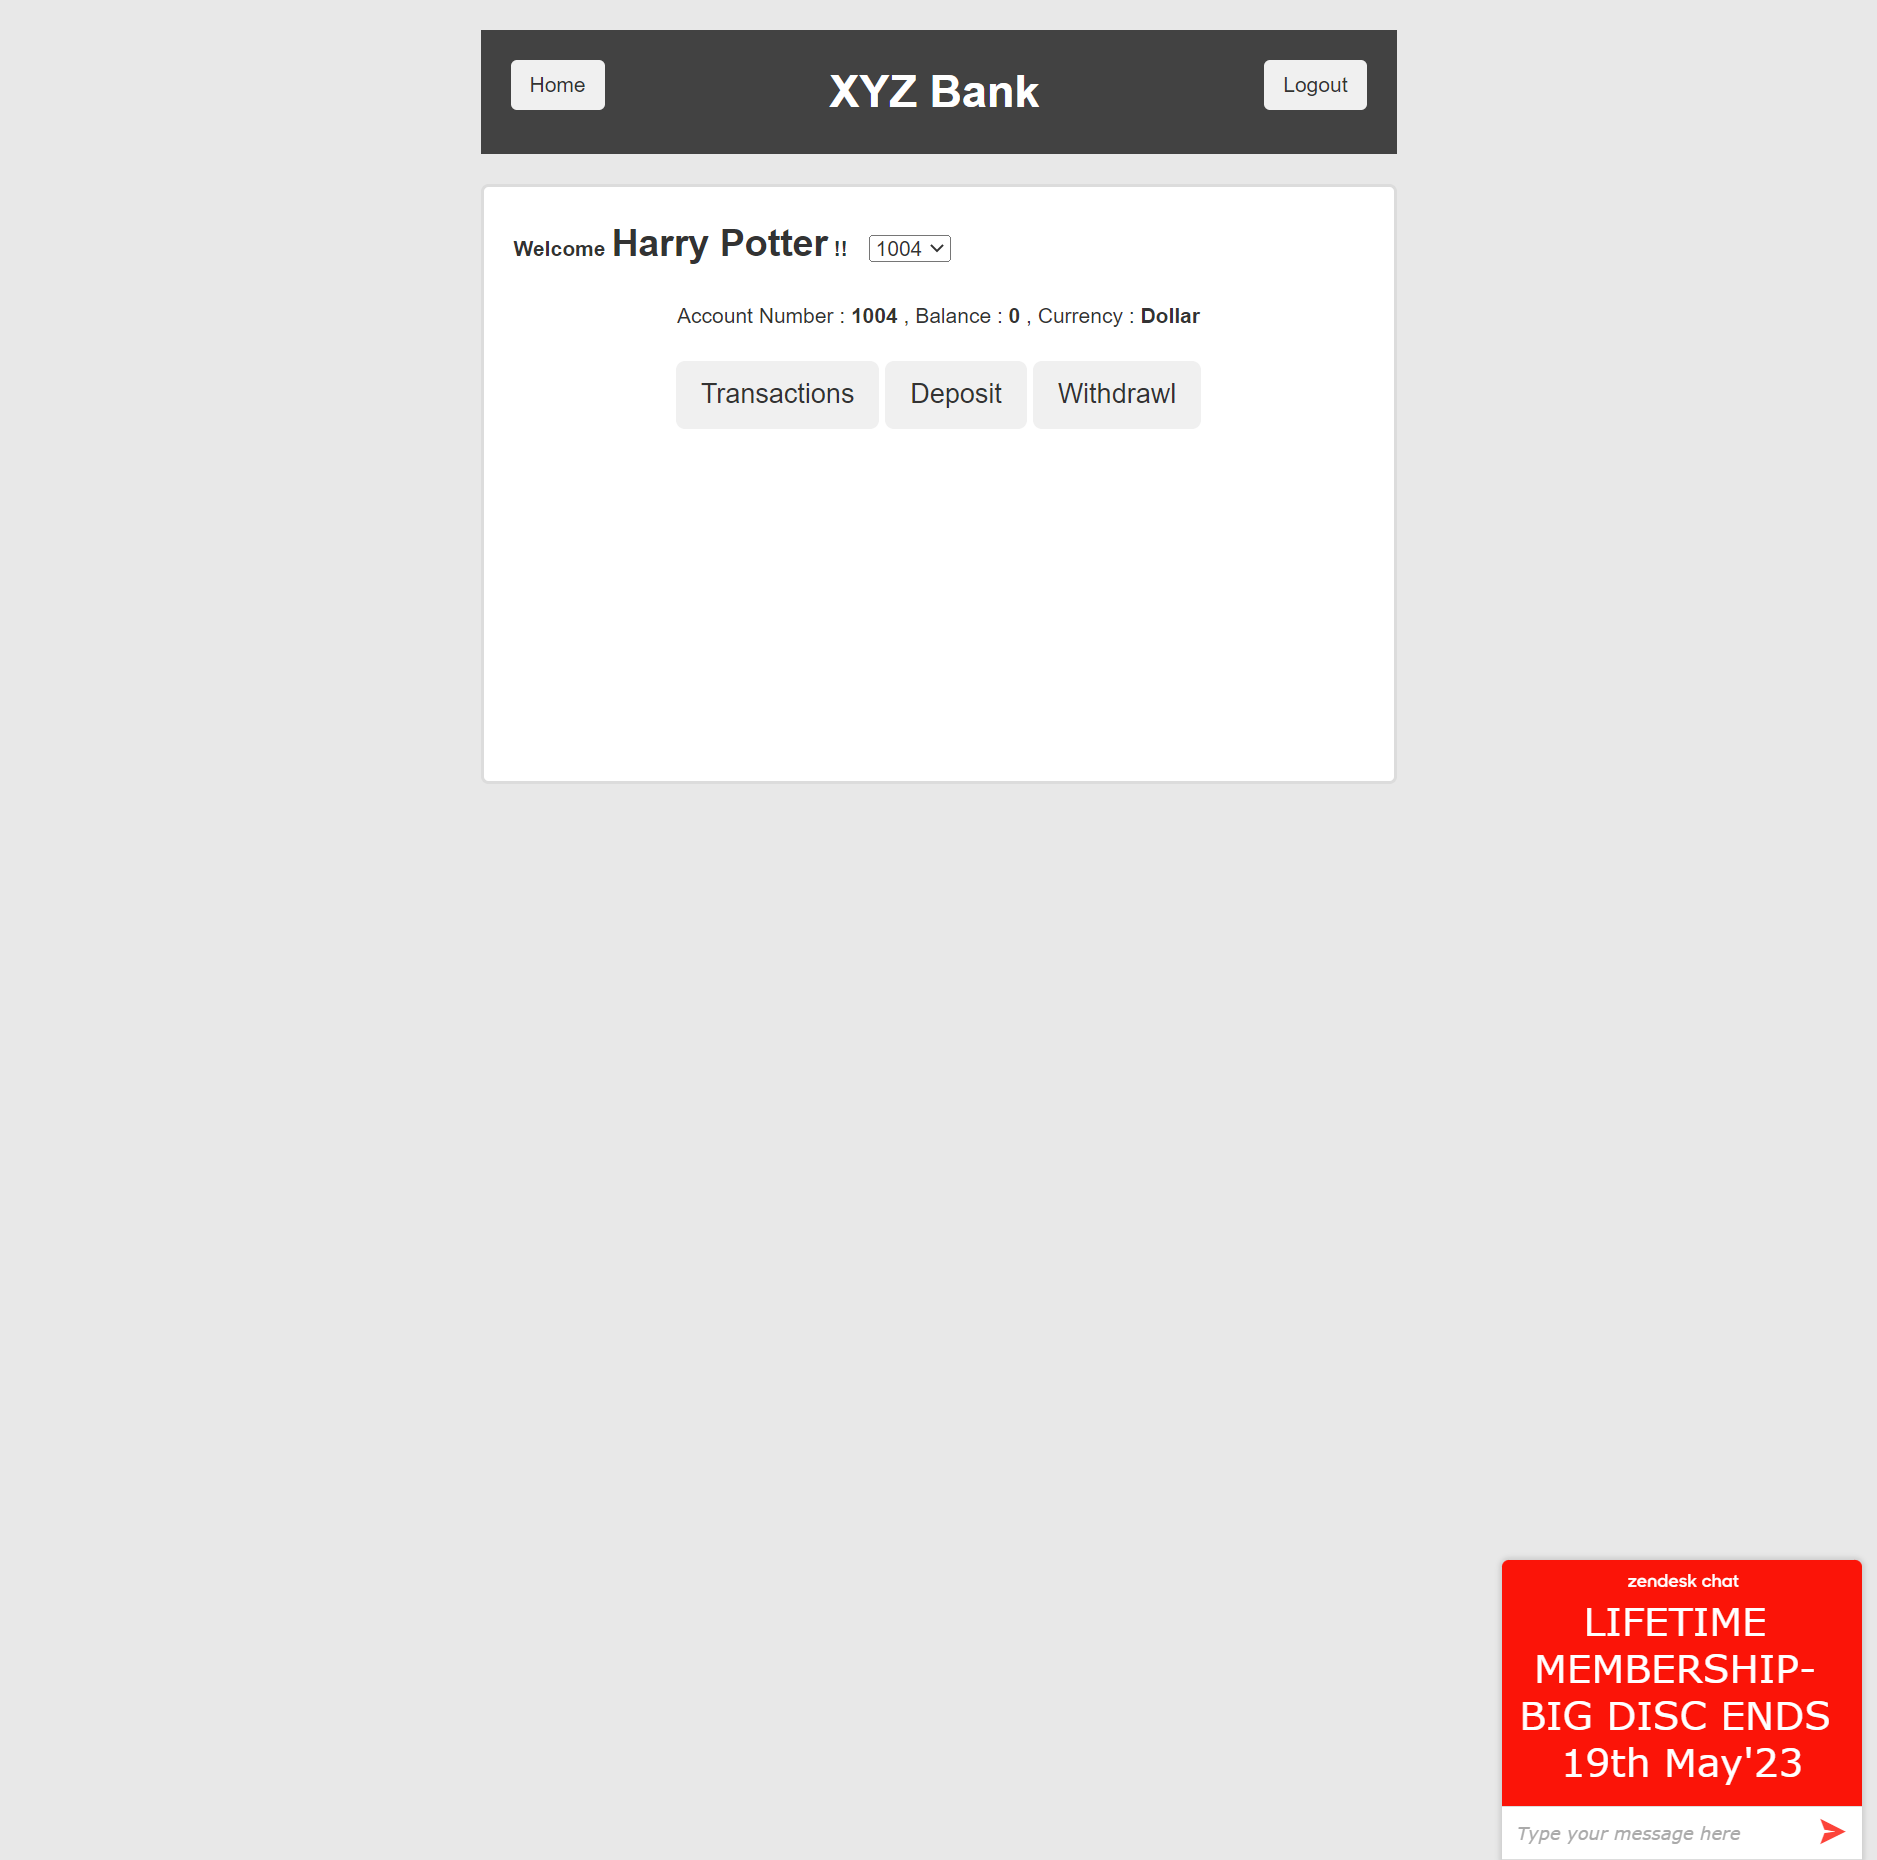 Home
XYZ Bank
Logout
Welcome Harry Potter !! 1004
Account Number : 1004 , Balance : 0 , Currency : Dollar
Transactions Deposit Withdrawl
zendesk chat
LIFETIME
MEMBERSHIP-
BIG DISC ENDS
19th May'23
Type your message here